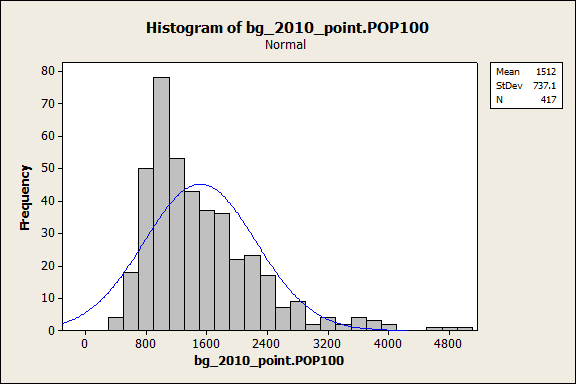 Histogram of bg_2010_point.POP100
Normal
Mean 1512
StDev 737.1
N 417
Frequency
80
70
60
50
40
30
20
10
0
0 800 1600 2400 3200 4000 4800
bg_2010_point.POP100